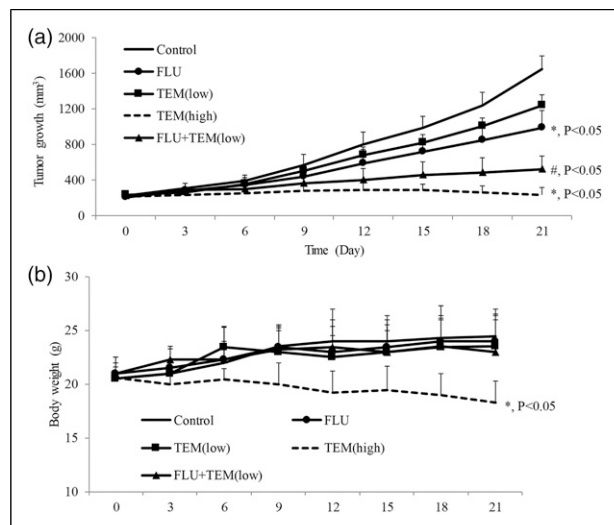 (a)
2000
1600
1200
800
400
0
Tumor growth (mm³)
Control
FLU
TEM(low)
TEM(high)
FLU+TEM(low)
*, P<0.05
#, P<0.05
*, P<0.05
0 3 6 9 12 15 18 21
Time (Day)
(b)
30
25
20
15
10
Body weight (g)
*, P<0.05
Control FLU
TEM(low) TEM(high)
FLU+TEM(low)
0 3 6 9 12 15 18 21